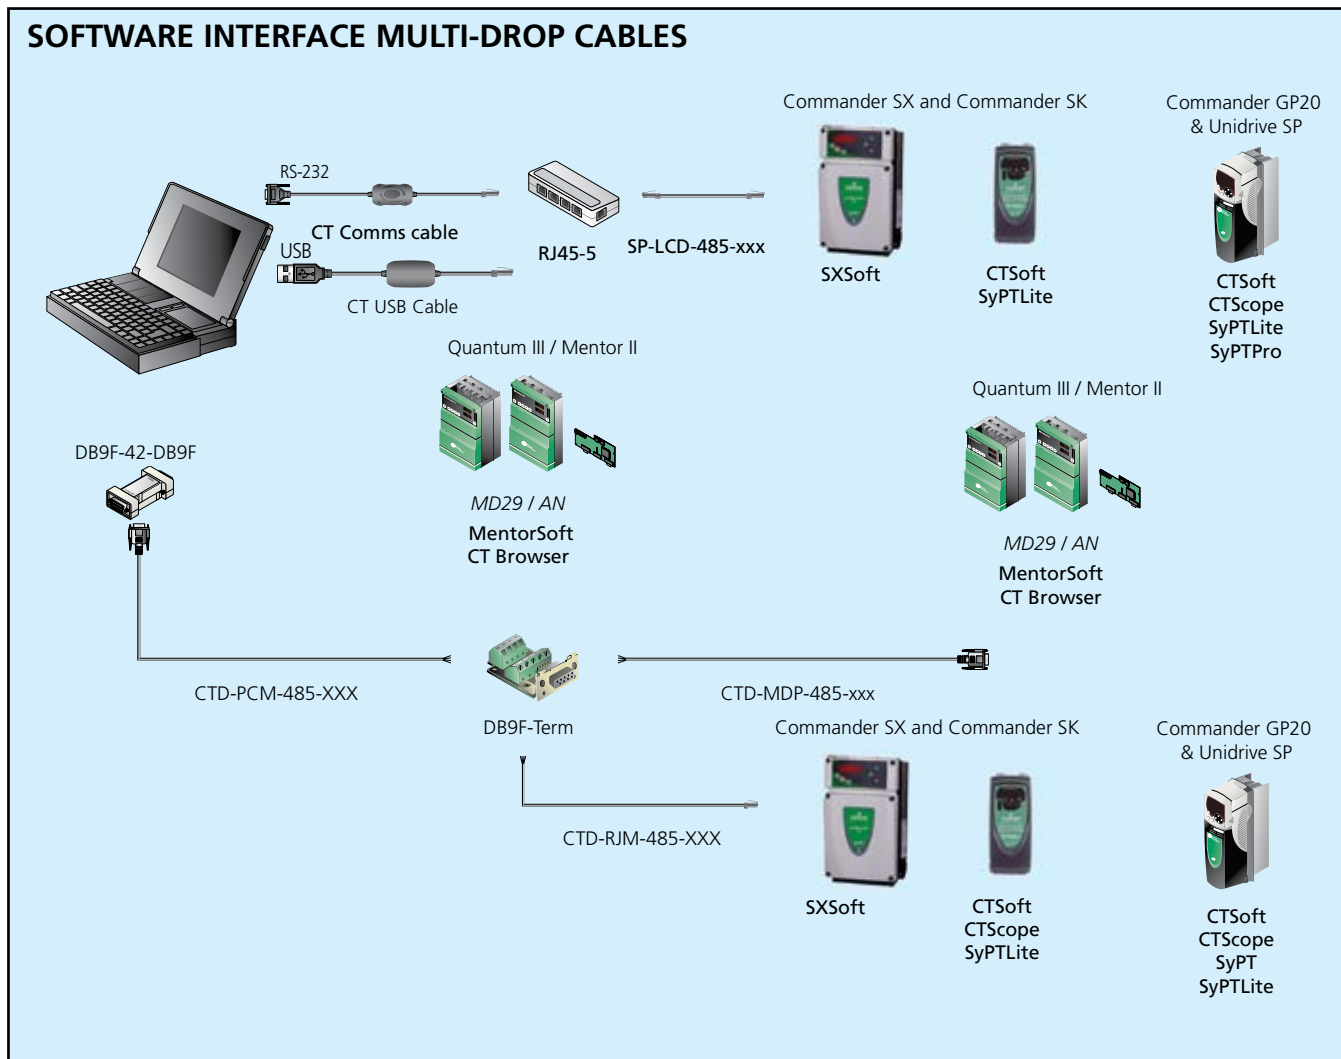 SOFTWARE INTERFACE MULTI-DROP CABLES
Commander SX and Commander SK
Commander GP20
& Unidrive SP
RS-232
CT Comms cable
USB
CT USB Cable
RJ45-5
SP-LCD-485-xxx
SXSoft
CTSoft
SyPTLite
CTSoft
CTScope
SyPTLite
SyPTPro
Quantum III / Mentor II
MD29 / AN
MentorSoft
CT Browser
Quantum III / Mentor II
MD29 / AN
MentorSoft
CT Browser
DB9F-42-DB9F
CTD-PCM-485-XXX
DB9F-Term
CTD-MDP-485-xxx
CTD-RJM-485-XXX
Commander SX and Commander SK
SXSoft
CTSoft
CTScope
SyPTLite
Commander GP20
& Unidrive SP
CTSoft
CTScope
SyPT
SyPTLite